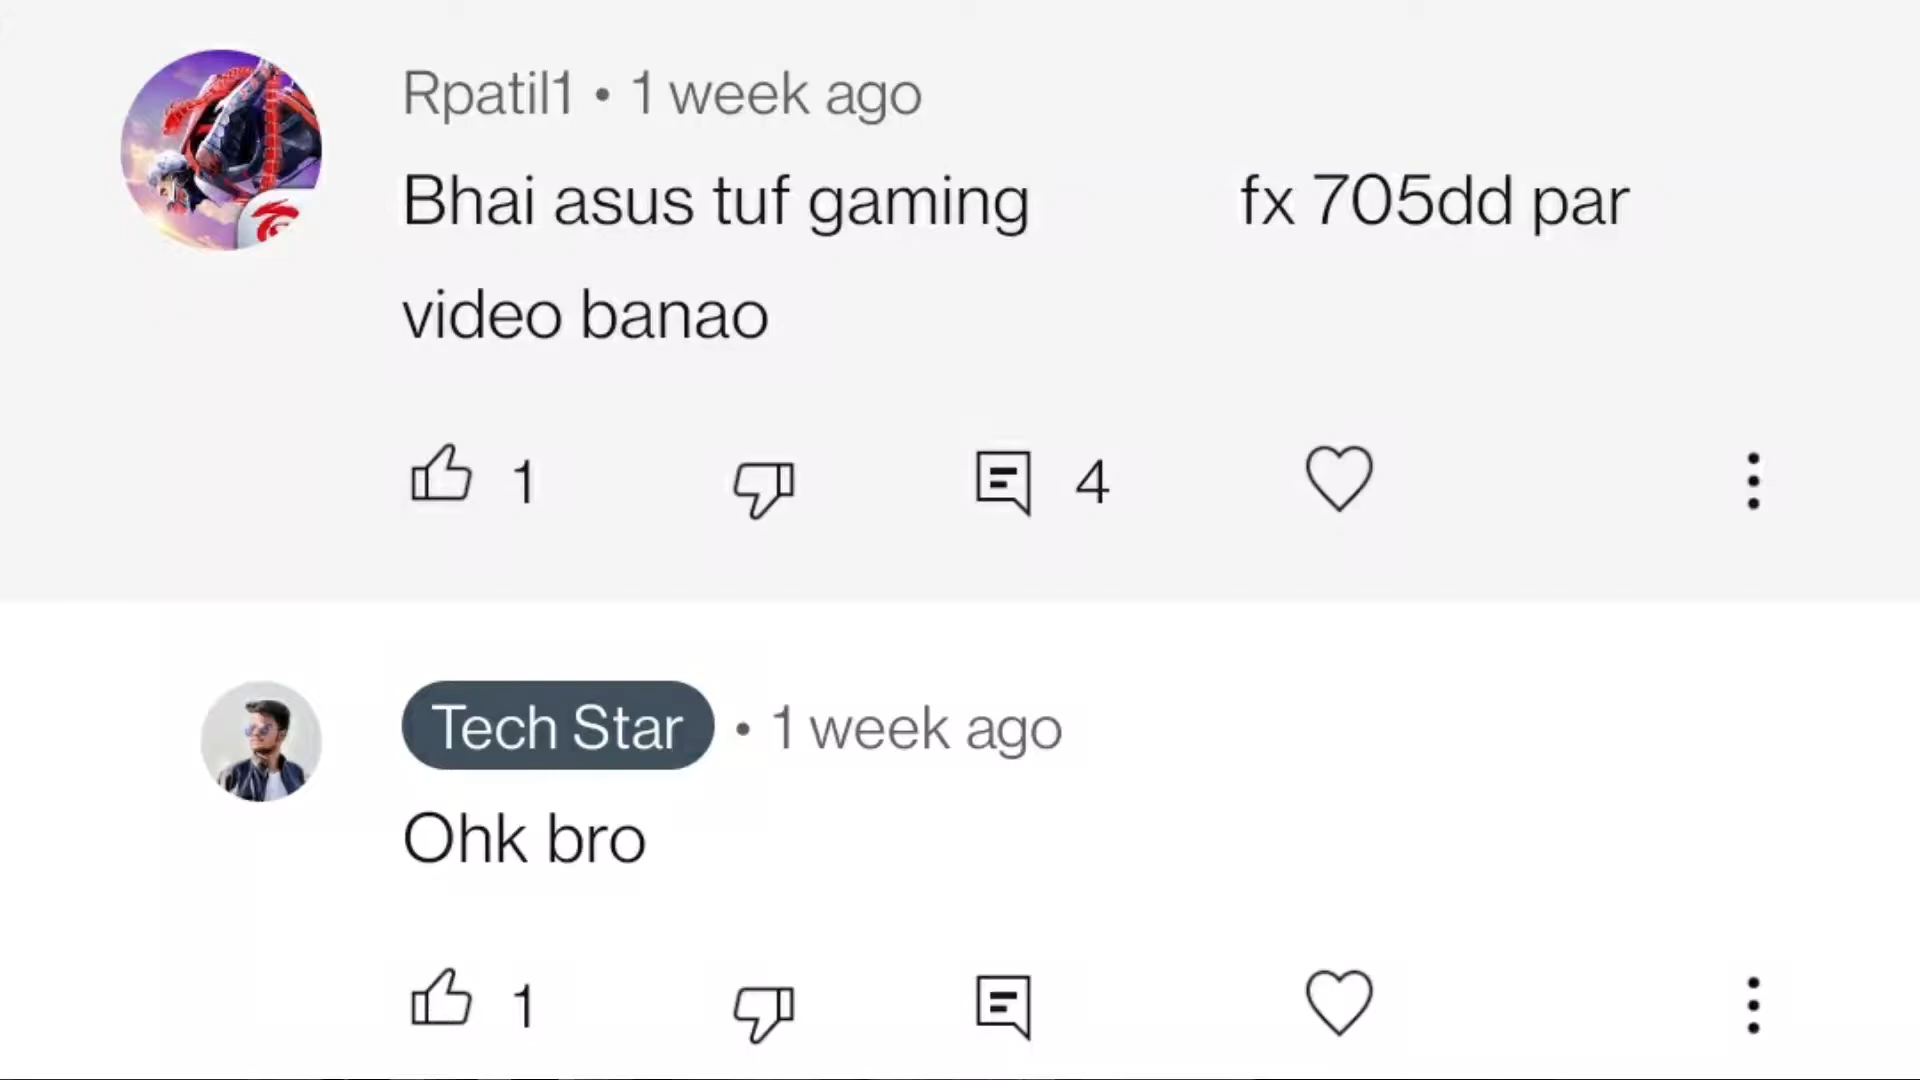 Rpatil1 • 1 week ago
Bhai asus tuf gaming fx 705dd par
video banao
1 4
Tech Star • 1 week ago
Ohk bro
1